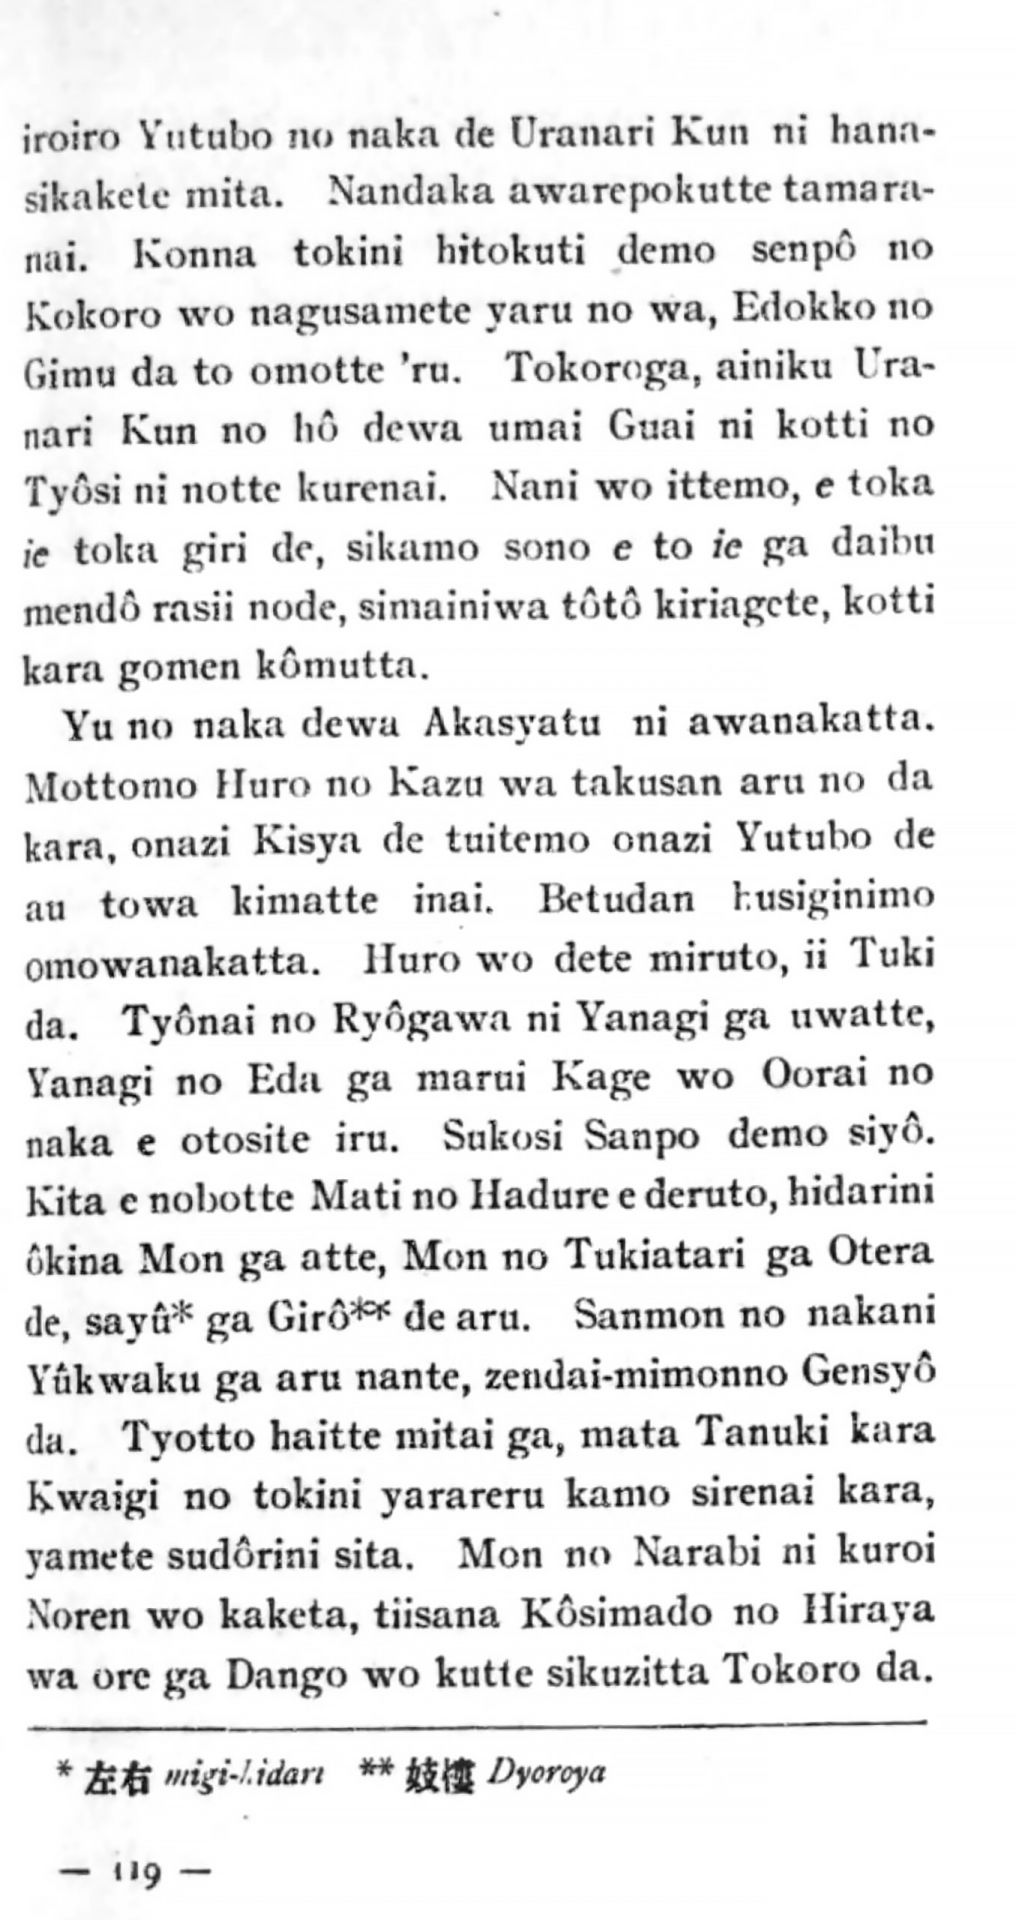 iroiro Yutubo no naka de Uranari Kun ni hana-
sikakete mita. Nandaka awarepokutte tamara-
nai. Konna tokini hitokuti demo senpô no
Kokoro wo nagusamete yaru no wa, Edokko no
Gimu da to omotte 'ru. Tokoroga, ainiku Ura-
nari Kun no hô dewa umai Guai ni kotti no
Tyôsi ni notte kurenai. Nani wo ittemo, e toka
ie toka giri de, sikamo sono e to ie ga daibu
mendô rasii node, simainiwa tôtô kiriagete, kotti
kara gomen kômutta.
Yu no naka dewa Akasyatu ni awanakatta.
Mottomo Huro no Kazu wa takusan aru no da
kara, onazi Kisya de tuitemo onazi Yutubo de
au towa kimatte inai. Betudan husiginimo
omowanakatta. Huro wo dete miruto, ii Tuki
da. Tyônai no Ryôgawa ni Yanagi ga uwatte,
Yanagi no Eda ga marui Kage wo Oorai no
naka e otosite iru. Sukosi Sanpo demo siyô.
Kita e nobotte Mati no Hadure e deruto, hidarini
ôkina Mon ga atte, Mon no Tukiatari ga Otera
de, sayû* ga Girô** de aru. Sanmon no nakani
Yûkwaku ga aru nante, zendai-mimonno Gensyô
da. Tyotto haitte mitai ga, mata Tanuki kara
Kwaigi no tokini yarareru kamo sirenai kara,
yamete sudôrini sita. Mon no Narabi ni kuroi
Noren wo kaketa, tiisana Kôsimado no Hiraya
wa ore ga Dango wo kutte sikuzitta Tokoro da.
* 左右 migi-hidari ** 妓樓 Dyoroya
— 119 —